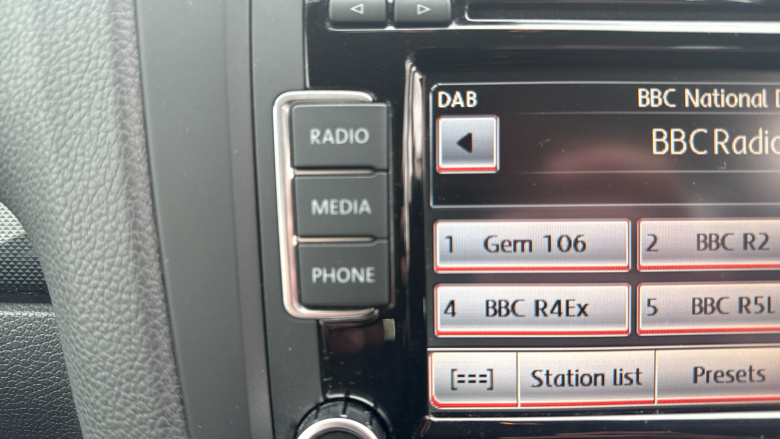 RADIO
MEDIA
PHONE
DAB
BBC National
BBC Radio
1 Gem 106
2 BBC R2
4 BBC R4Ex
5 BBC R5L
[===] Station list Presets